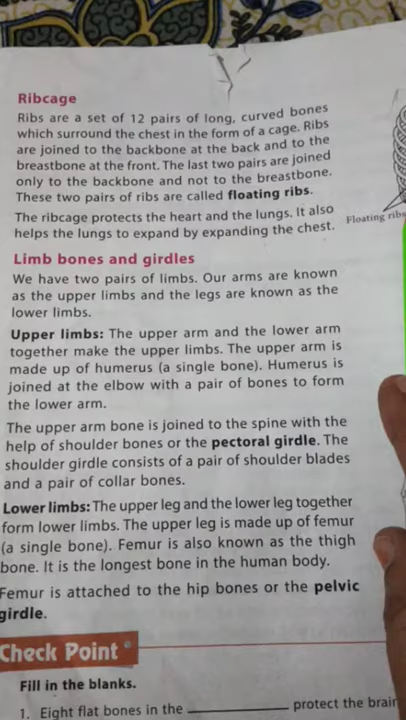 Ribcage
Ribs are a set of 12 pairs of long, curved bones
which surround the chest in the form of a cage. Ribs
are joined to the backbone at the back and to the
breastbone at the front. The last two pairs are joined
only to the backbone and not to the breastbone.
These two pairs of ribs are called floating ribs.
The ribcage protects the heart and the lungs. It also
helps the lungs to expand by expanding the chest.
Floating ribs
Limb bones and girdles
We have two pairs of limbs. Our arms are known
as the upper limbs and the legs are known as the
lower limbs.
Upper limbs: The upper arm and the lower arm
together make the upper limbs. The upper arm is
made up of humerus (a single bone). Humerus is
joined at the elbow with a pair of bones to form
the lower arm.
The upper arm bone is joined to the spine with the
help of shoulder bones or the pectoral girdle. The
shoulder girdle consists of a pair of shoulder blades
and a pair of collar bones.
Lower limbs: The upper leg and the lower leg together
form lower limbs. The upper leg is made up of femur
(a single bone). Femur is also known as the thigh
bone. It is the longest bone in the human body.
Femur is attached to the hip bones or the pelvic
girdle.
Check Point
Fill in the blanks.
1. Eight flat bones in the ____________ protect the brain